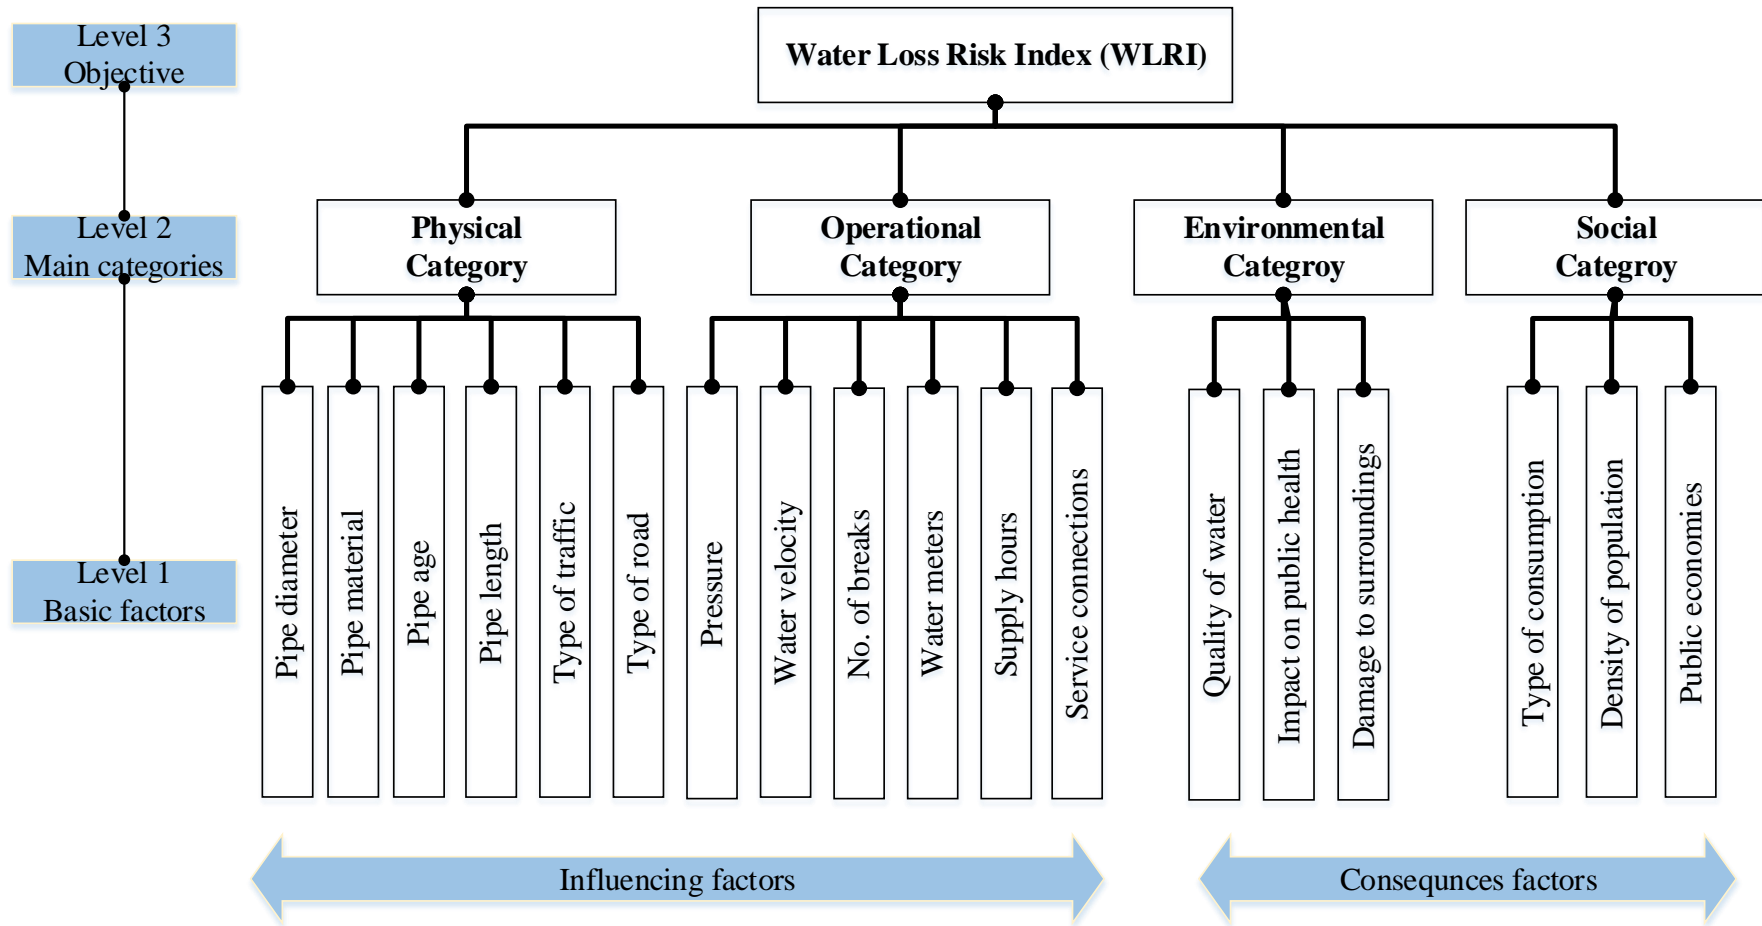 Level 3
Objective
Water Loss Risk Index (WLRI)
Level 2
Main categories
Physical
Category
Operational
Category
Environmental
Categroy
Social
Categroy
Level 1
Basic factors
Pipe diameter
Pipe material
Pipe age
Pipe length
Type of traffic
Type of road
Pressure
Water velocity
No. of breaks
Water meters
Supply hours
Service connections
Quality of water
Impact on public health
Damage to surroundings
Type of consumption
Density of population
Public economies
Influencing factors
Consequnces factors